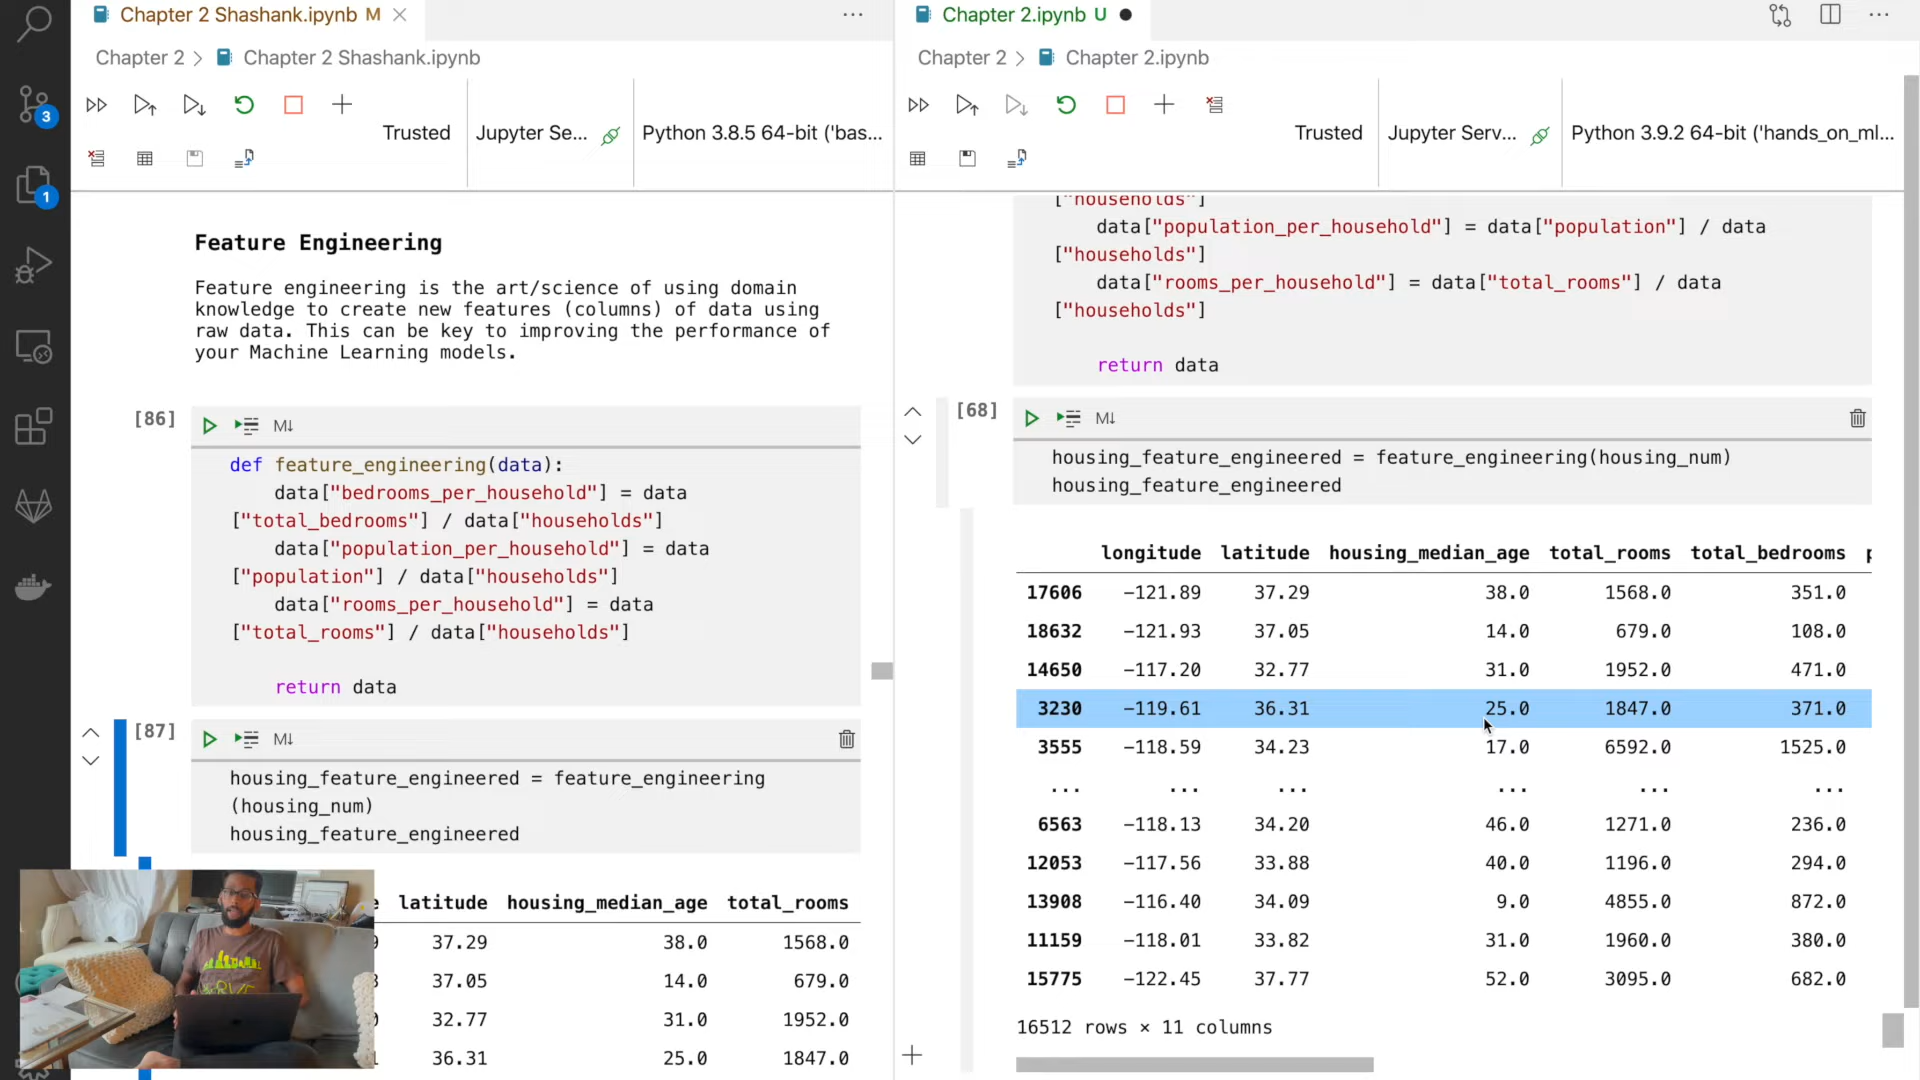 Chapter 2 Shashank.ipynb M
Chapter 2 > Chapter 2 Shashank.ipynb
Trusted
Jupyter Se...
Python 3.8.5 64-bit ('bas...
3
1
Feature Engineering
Feature engineering is the art/science of using domain
knowledge to create new features (columns) of data using
raw data. This can be key to improving the performance of
your Machine Learning models.
[86]
M↓
def feature_engineering(data):
data["bedrooms_per_household"] = data
["total_bedrooms"] / data["households"]
data["population_per_household"] = data
["population"] / data["households"]
data["rooms_per_household"] = data
["total_rooms"] / data["households"]
return data
[87]
M↓
housing_feature_engineered = feature_engineering
(housing_num)
housing_feature_engineered
latitude housing_median_age total_rooms
37.29 38.0 1568.0
37.05 14.0 679.0
32.77 31.0 1952.0
36.31 25.0 1847.0
Chapter 2.ipynb U
Chapter 2 > Chapter 2.ipynb
Trusted
Jupyter Serv...
Python 3.9.2 64-bit ('hands_on_ml...
["households"]
data["population_per_household"] = data["population"] / data
["households"]
data["rooms_per_household"] = data["total_rooms"] / data
["households"]
return data
[68]
M↓
housing_feature_engineered = feature_engineering(housing_num)
housing_feature_engineered
longitude latitude housing_median_age total_rooms total_bedrooms
17606 -121.89 37.29 38.0 1568.0 351.0
18632 -121.93 37.05 14.0 679.0 108.0
14650 -117.20 32.77 31.0 1952.0 471.0
3230 -119.61 36.31 25.0 1847.0 371.0
3555 -118.59 34.23 17.0 6592.0 1525.0
... ... ... ... ... ...
6563 -118.13 34.20 46.0 1271.0 236.0
12053 -117.56 33.88 40.0 1196.0 294.0
13908 -116.40 34.09 9.0 4855.0 872.0
11159 -118.01 33.82 31.0 1960.0 380.0
15775 -122.45 37.77 52.0 3095.0 682.0
16512 rows × 11 columns